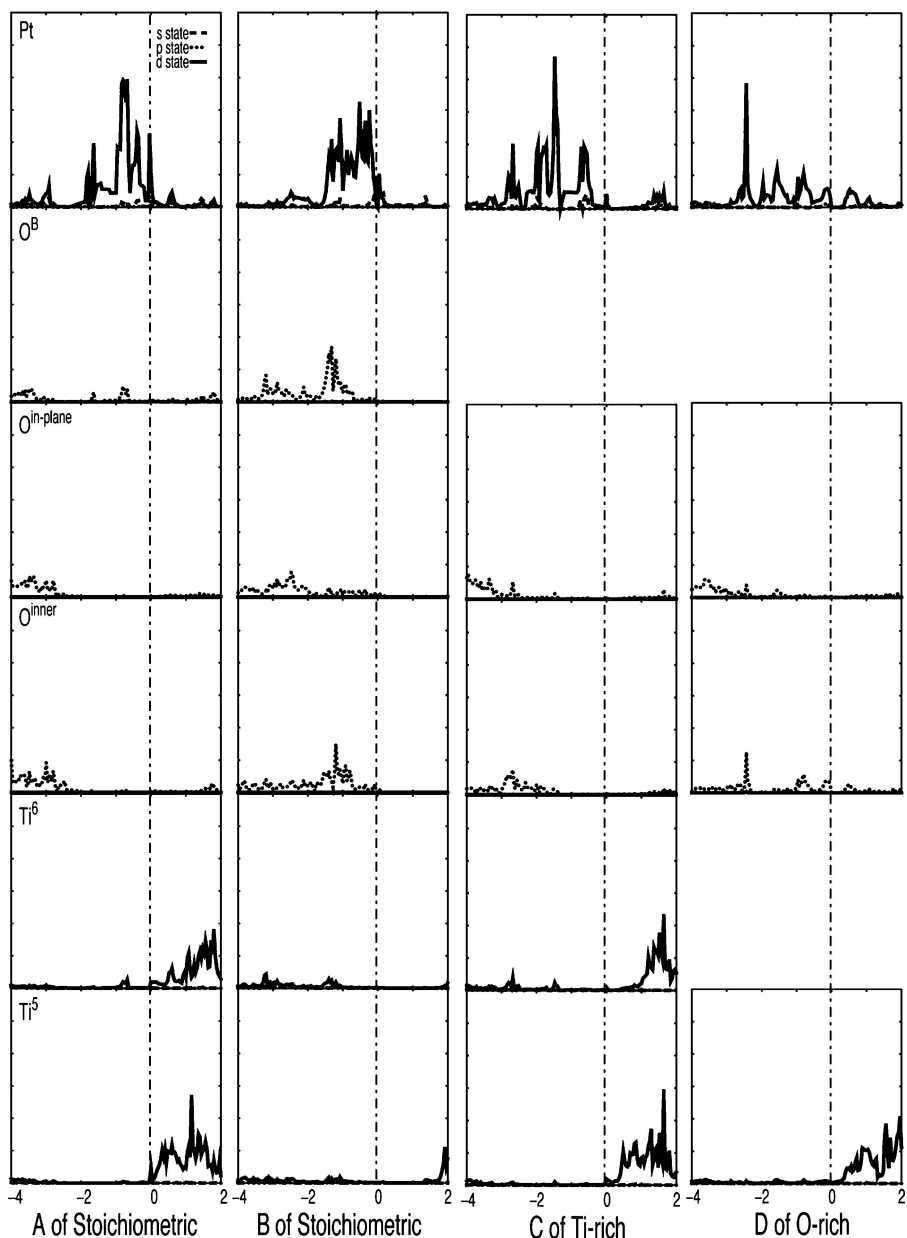 Pt
s state
p state
d state
O^B
O^in-plane
O^inner
Ti^6
Ti^5
−4 −2 0 2 −4 −2 0 2 −4 −2 0 2 −4 −2 0 2
A of Stoichiometric B of Stoichiometric C of Ti-rich D of O-rich